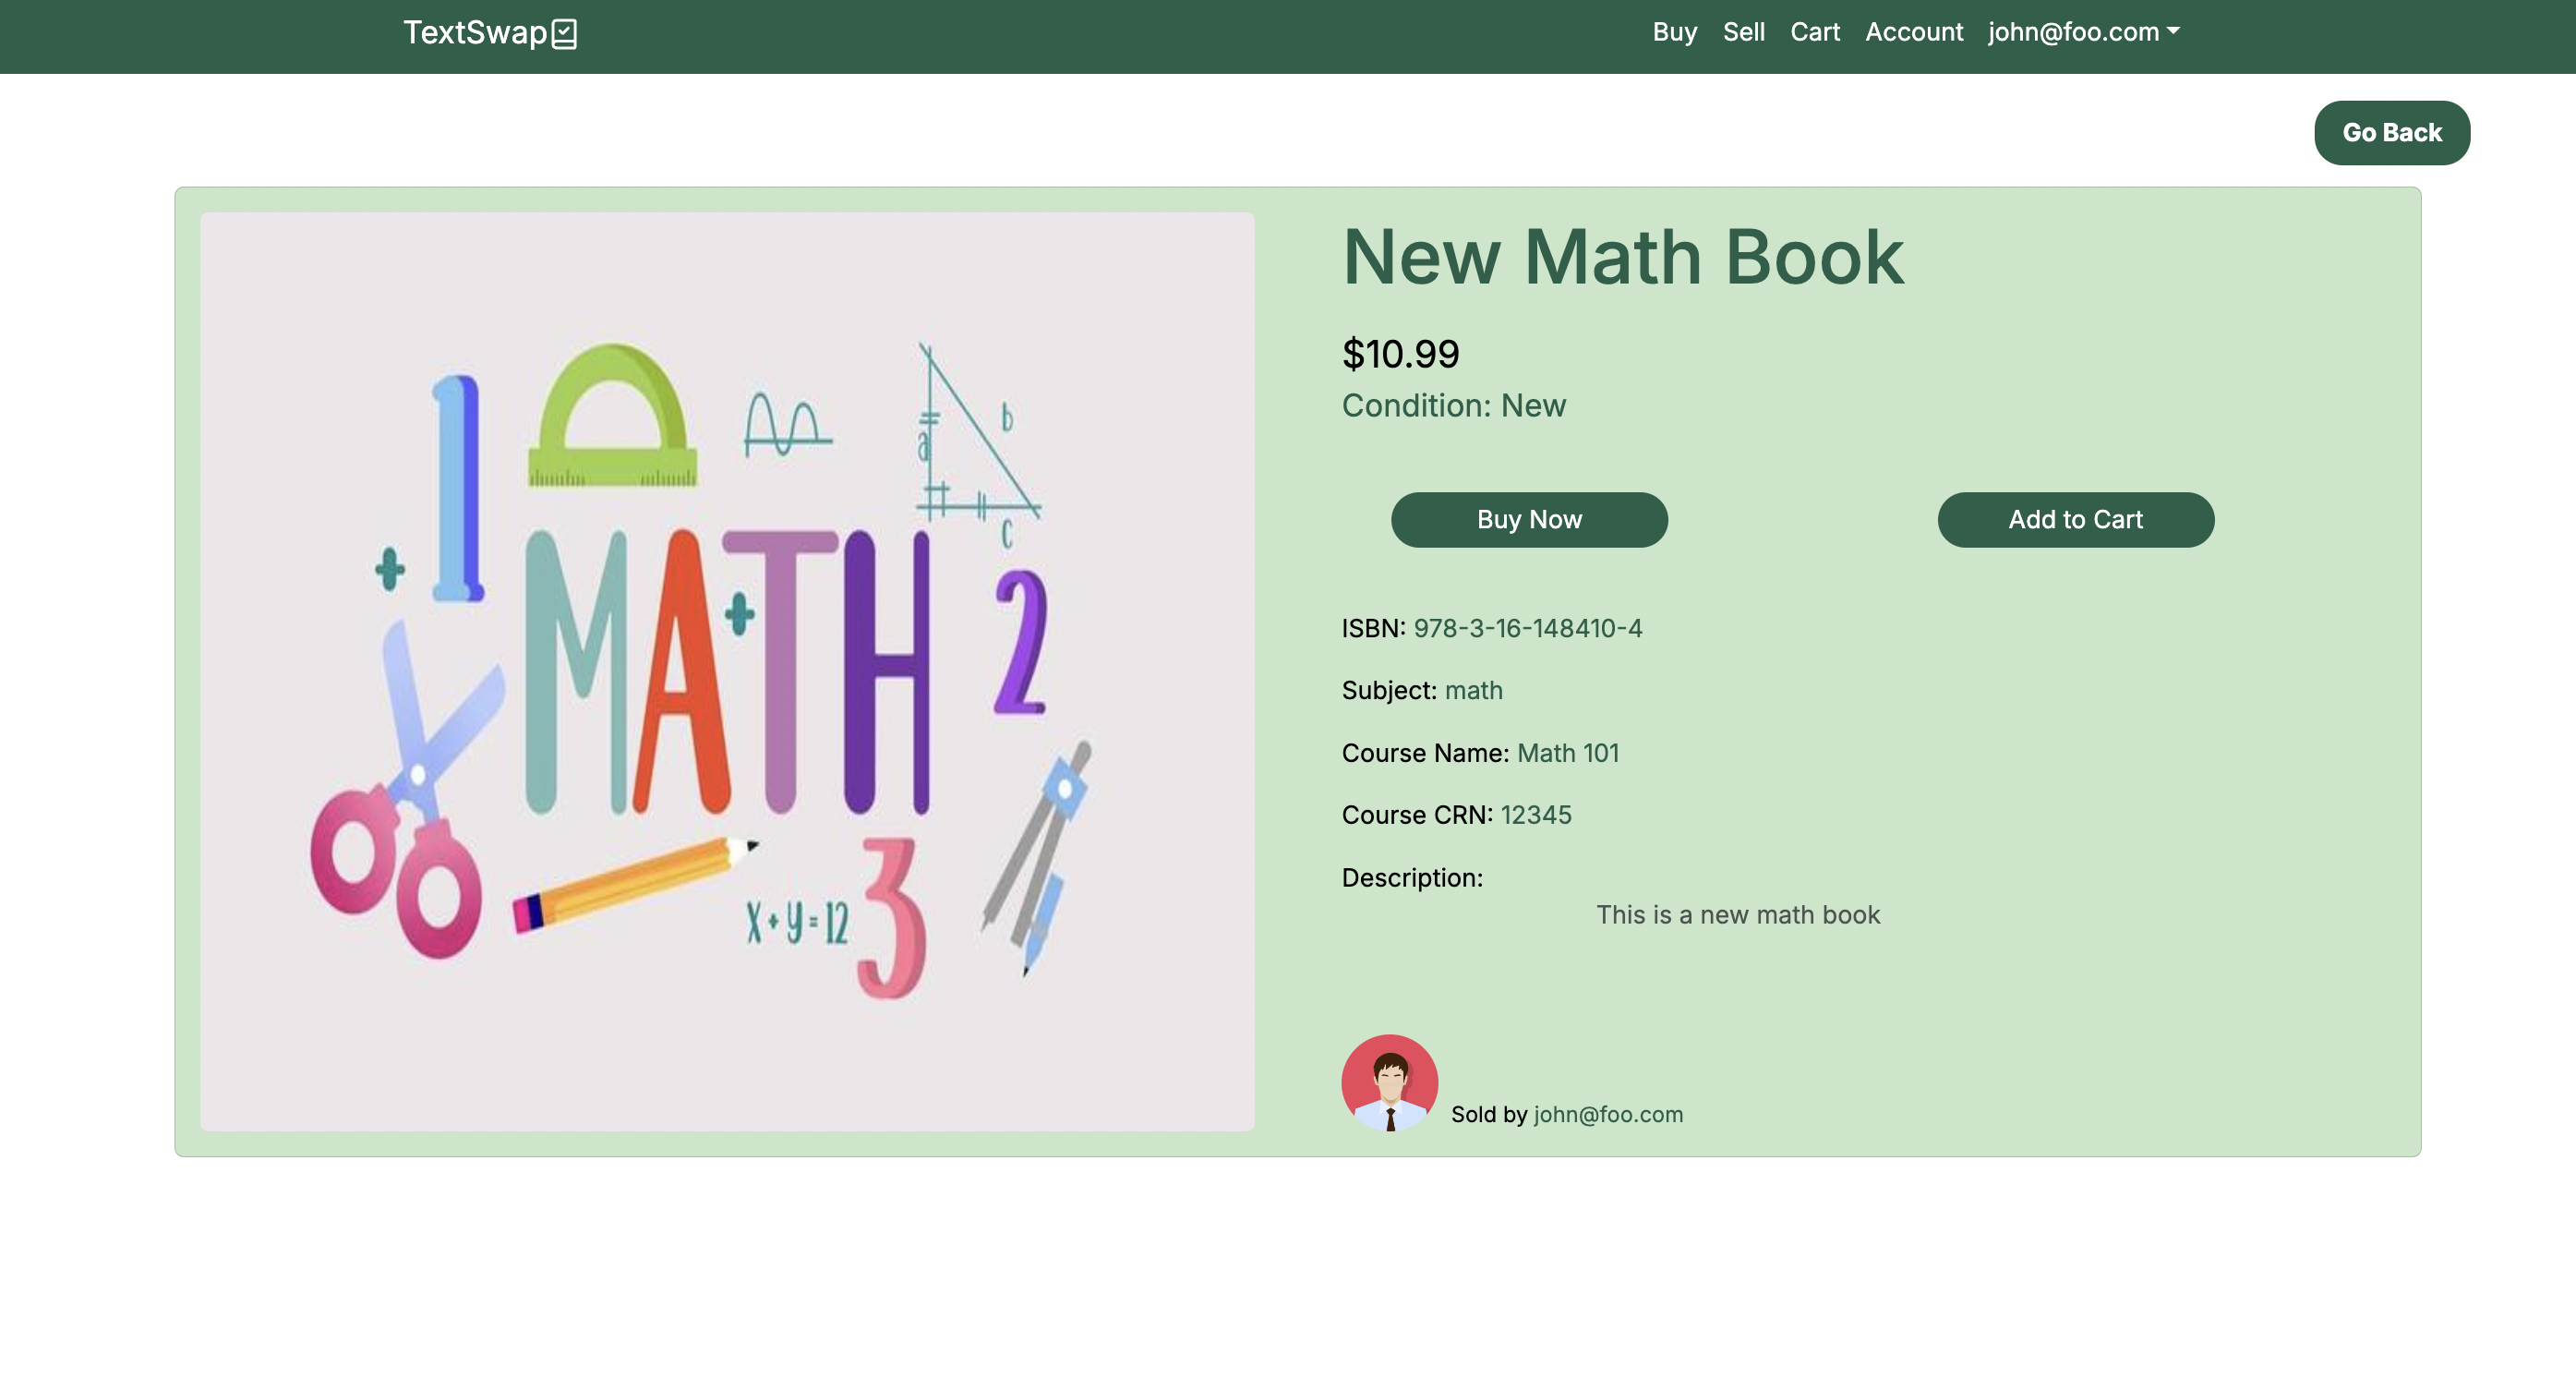 TextSwap
Buy Sell Cart Account john@foo.com
Go Back
New Math Book
$10.99
Condition: New
Buy Now
Add to Cart
ISBN: 978-3-16-148410-4
Subject: math
Course Name: Math 101
Course CRN: 12345
Description:
This is a new math book
Sold by john@foo.com
1
a
b
c
+
MATH
+
2
x + y = 12
3